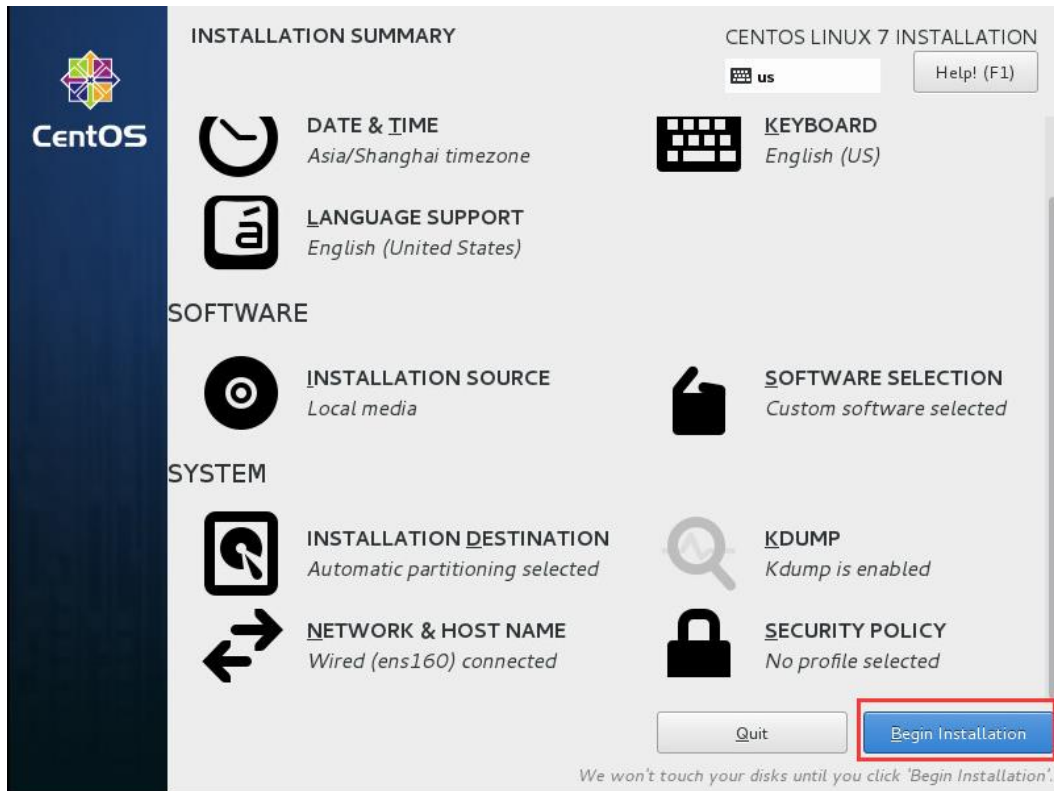 INSTALLATION SUMMARY
CENTOS LINUX 7 INSTALLATION
us
Help! (F1)
CentOS
DATE & TIME
Asia/Shanghai timezone
KEYBOARD
English (US)
á
LANGUAGE SUPPORT
English (United States)
SOFTWARE
INSTALLATION SOURCE
Local media
SOFTWARE SELECTION
Custom software selected
SYSTEM
INSTALLATION DESTINATION
Automatic partitioning selected
KDUMP
Kdump is enabled
NETWORK & HOST NAME
Wired (ens160) connected
SECURITY POLICY
No profile selected
Quit
Begin Installation
We won't touch your disks until you click 'Begin Installation'.